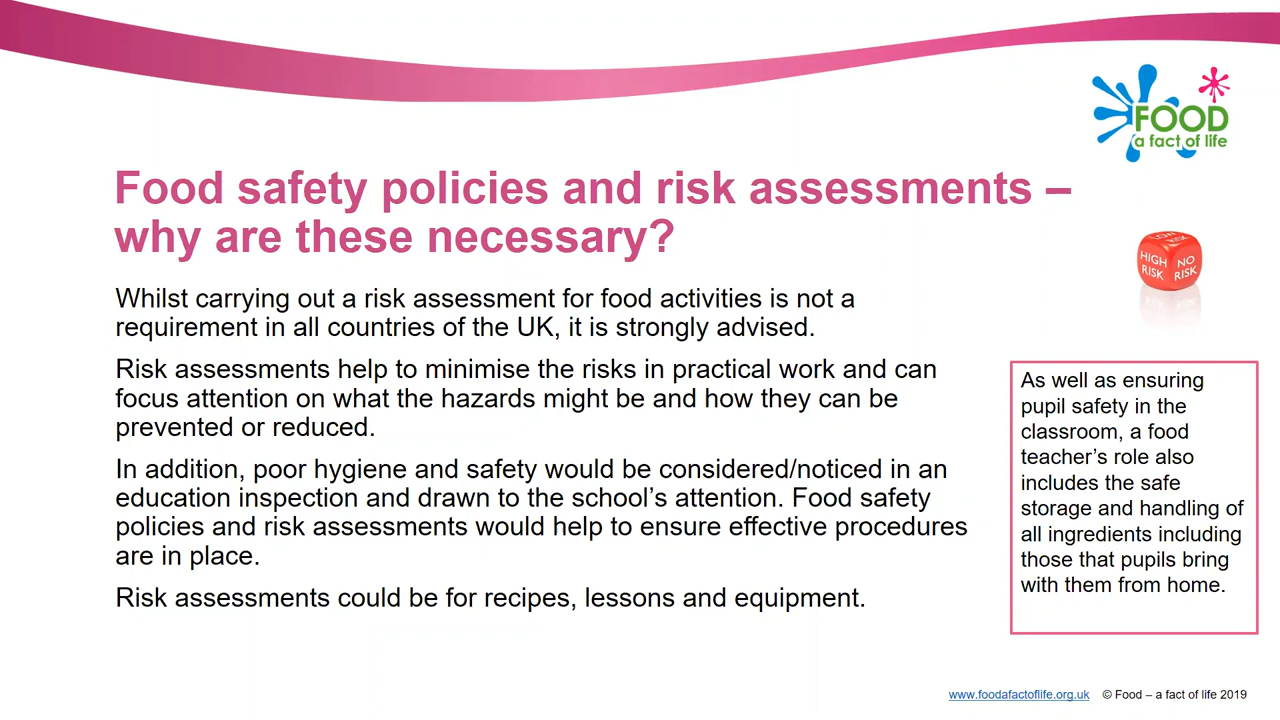 FOOD
a fact of life
Food safety policies and risk assessments –
why are these necessary?
LOW
RISK
HIGH
RISK
NO
RISK
Whilst carrying out a risk assessment for food activities is not a
requirement in all countries of the UK, it is strongly advised.
Risk assessments help to minimise the risks in practical work and can
focus attention on what the hazards might be and how they can be
prevented or reduced.
In addition, poor hygiene and safety would be considered/noticed in an
education inspection and drawn to the school’s attention. Food safety
policies and risk assessments would help to ensure effective procedures
are in place.
Risk assessments could be for recipes, lessons and equipment.
As well as ensuring
pupil safety in the
classroom, a food
teacher’s role also
includes the safe
storage and handling of
all ingredients including
those that pupils bring
with them from home.
www.foodafactoflife.org.uk © Food – a fact of life 2019